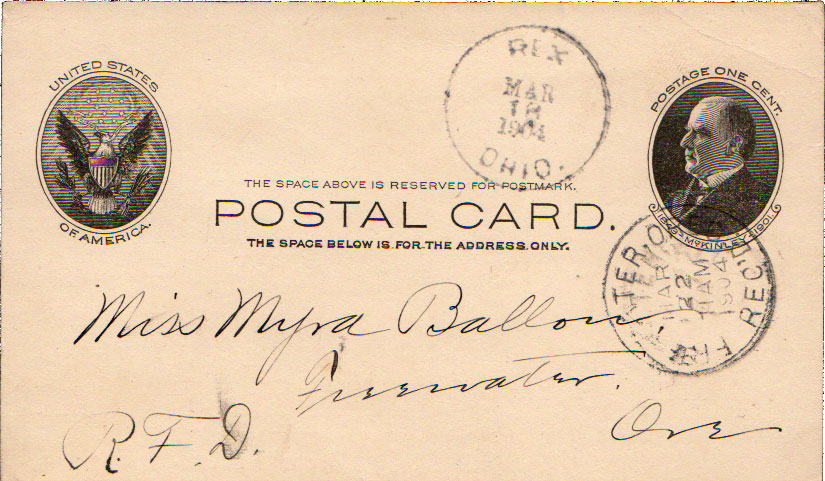 UNITED STATES
OF AMERICA.
REX
MAR
1904
OHIO.
POSTAGE ONE CENT.
1843-McKINLEY-1901.
THE SPACE ABOVE IS RESERVED FOR POSTMARK.
POSTAL CARD.
THE SPACE BELOW IS FOR THE ADDRESS ONLY.
MAR
22
11AM
1904
REC'D.
Miss Myra Ballou,
Freewater.
R.F.D. Ore